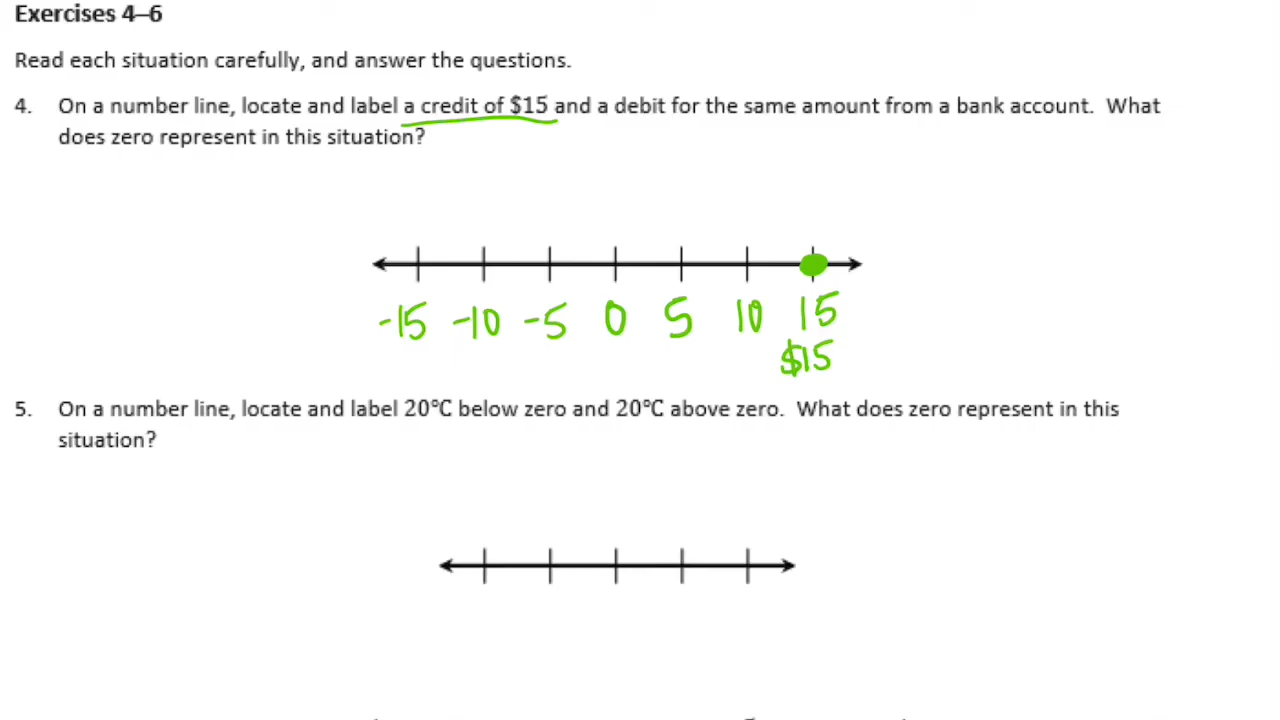 Exercises 4–6
Read each situation carefully, and answer the questions.
4. On a number line, locate and label a credit of $15 and a debit for the same amount from a bank account. What
does zero represent in this situation?
-15 -10 -5 0 5 10 15
$15
5. On a number line, locate and label 20°C below zero and 20°C above zero. What does zero represent in this
situation?